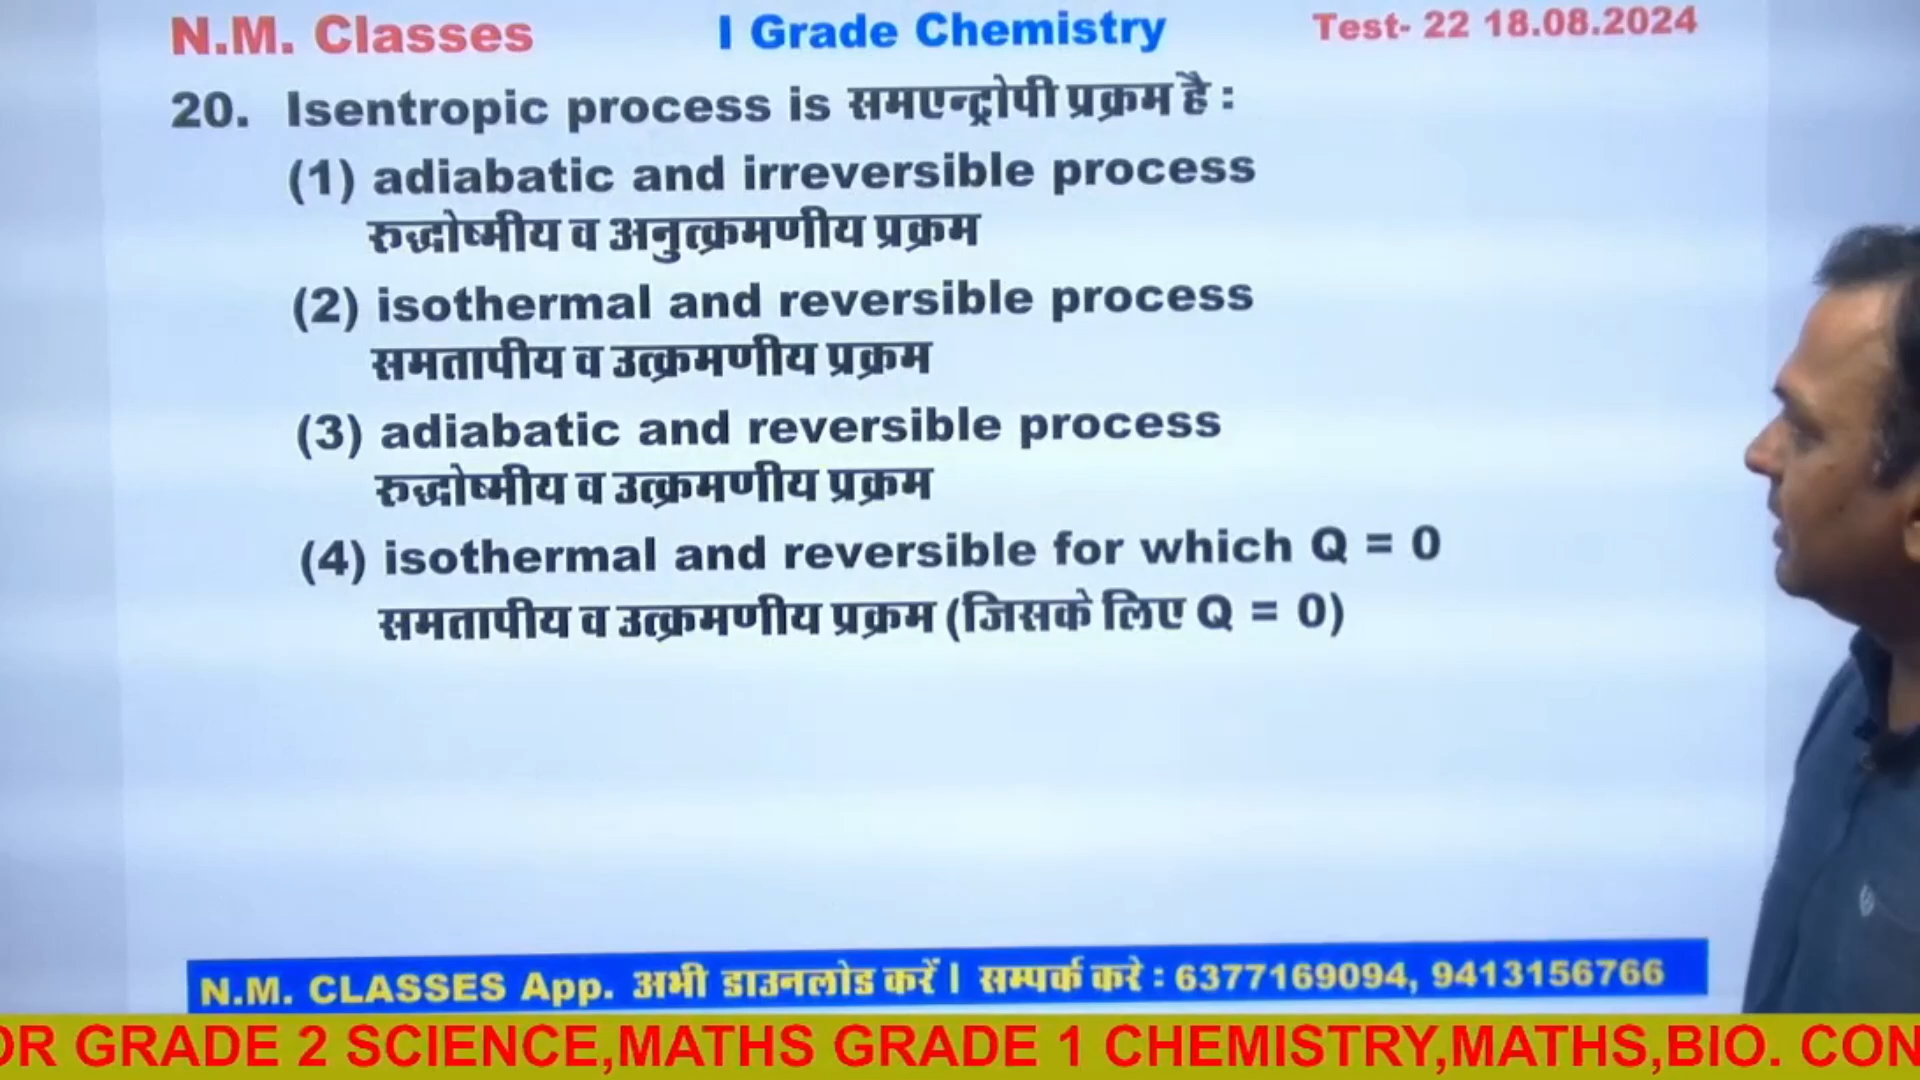 N.M. Classes I Grade Chemistry Test- 22 18.08.2024
20. Isentropic process is समएन्ट्रोपी प्रक्रम है :
(1) adiabatic and irreversible process
रुद्धोष्मीय व अनुत्क्रमणीय प्रक्रम
(2) isothermal and reversible process
समतापीय व उत्क्रमणीय प्रक्रम
(3) adiabatic and reversible process
रुद्धोष्मीय व उत्क्रमणीय प्रक्रम
(4) isothermal and reversible for which Q = 0
समतापीय व उत्क्रमणीय प्रक्रम (जिसके लिए Q = 0)
N.M. CLASSES App. अभी डाउनलोड करें। सम्पर्क करे : 6377169094, 9413156766
OR GRADE 2 SCIENCE,MATHS GRADE 1 CHEMISTRY,MATHS,BIO. CON